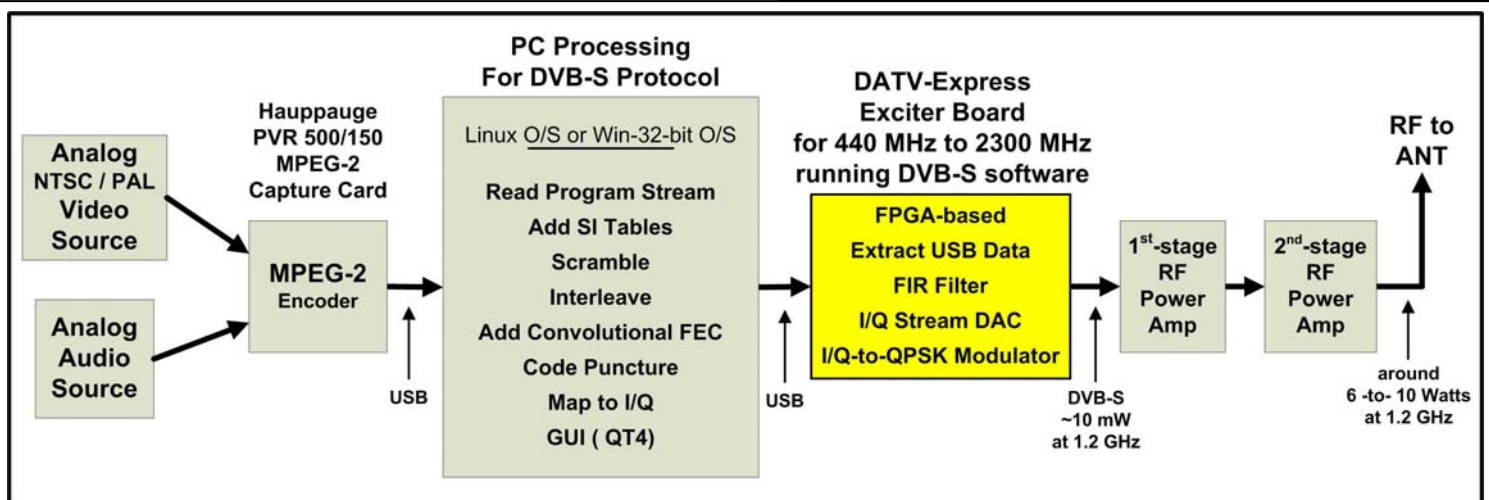 Analog
NTSC / PAL
Video
Source
Analog
Audio
Source
Hauppauge
PVR 500/150
MPEG-2
Capture Card
MPEG-2
Encoder
USB
PC Processing
For DVB-S Protocol
Linux O/S or Win-32-bit O/S
Read Program Stream
Add SI Tables
Scramble
Interleave
Add Convolutional FEC
Code Puncture
Map to I/Q
GUI ( QT4)
USB
DATV-Express
Exciter Board
for 440 MHz to 2300 MHz
running DVB-S software
FPGA-based
Extract USB Data
FIR Filter
I/Q Stream DAC
I/Q-to-QPSK Modulator
DVB-S
~10 mW
at 1.2 GHz
1st-stage
RF
Power
Amp
2nd-stage
RF
Power
Amp
RF to
ANT
around
6 -to- 10 Watts
at 1.2 GHz